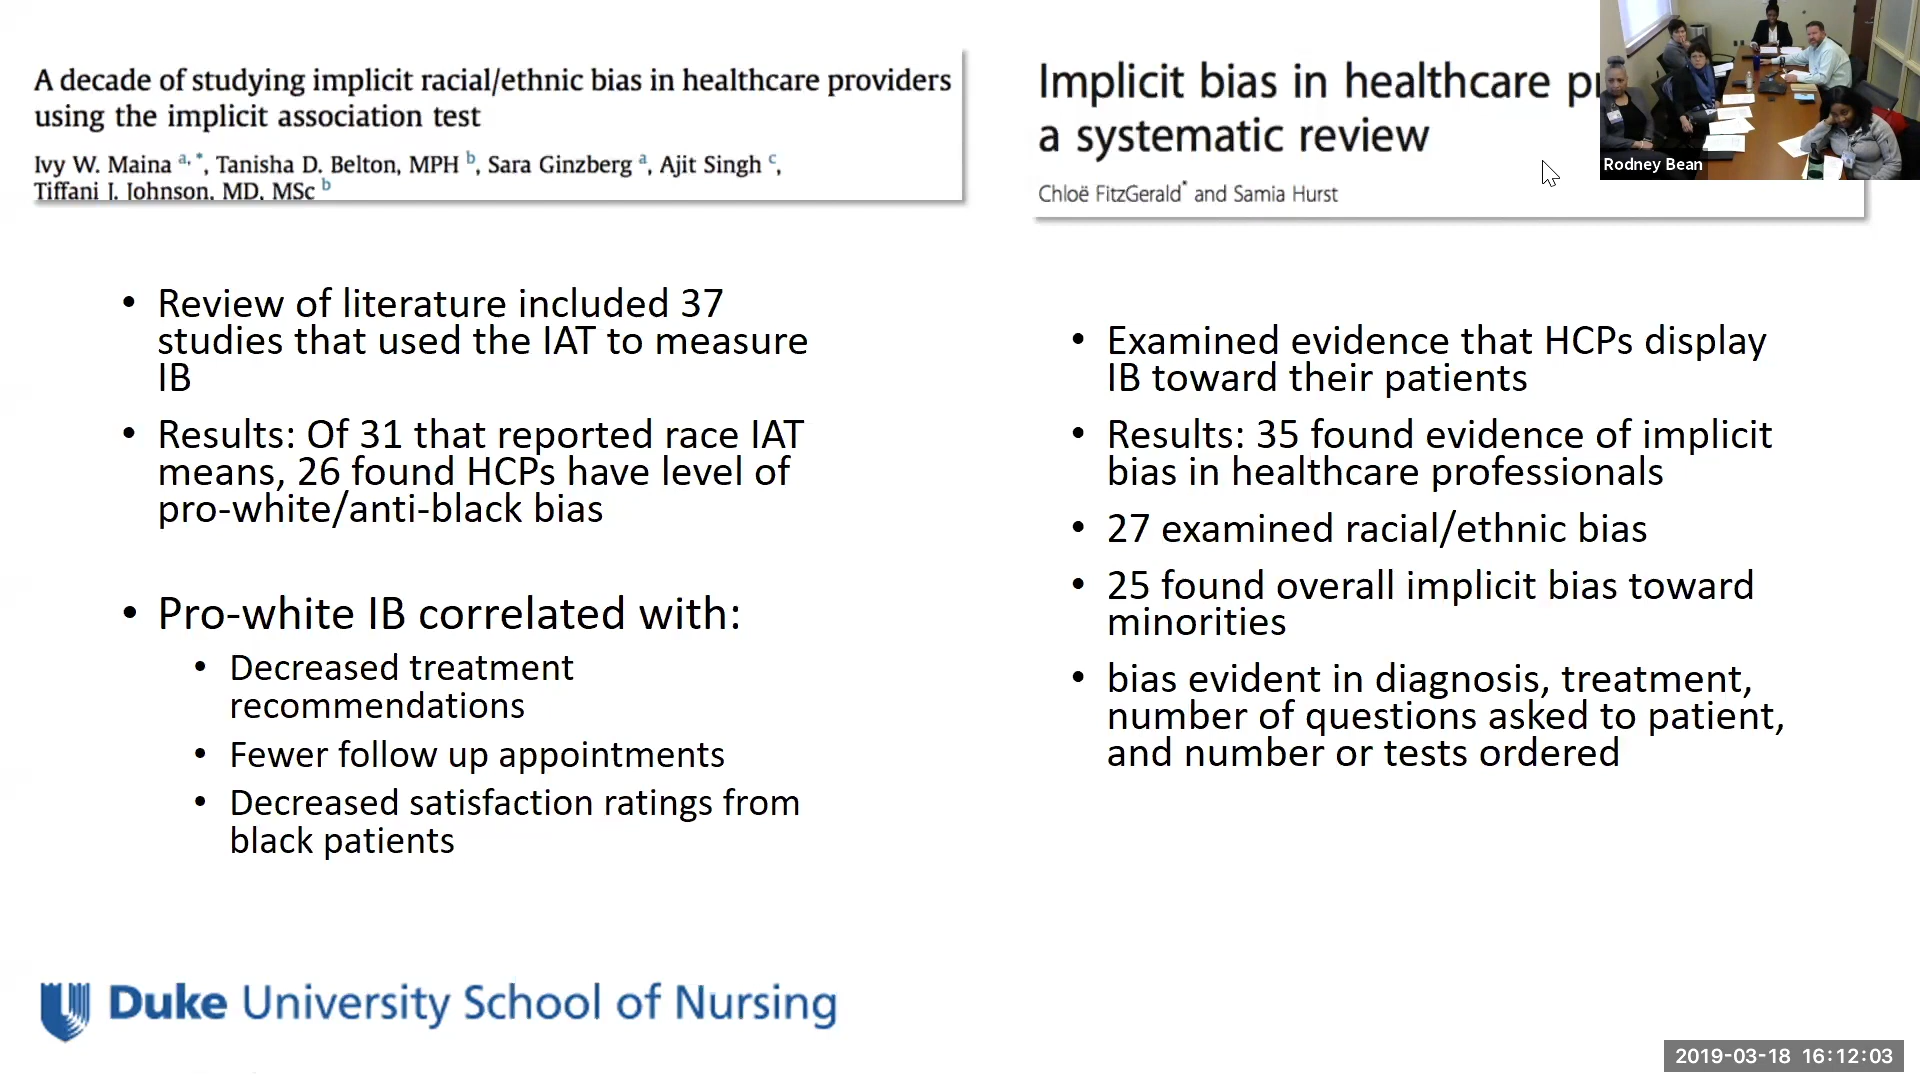 A decade of studying implicit racial/ethnic bias in healthcare providers
using the implicit association test
Ivy W. Maina a,*, Tanisha D. Belton, MPH b, Sara Ginzberg a, Ajit Singh c,
Tiffani J. Johnson, MD, MSc b
• Review of literature included 37
studies that used the IAT to measure
IB
• Results: Of 31 that reported race IAT
means, 26 found HCPs have level of
pro-white/anti-black bias
• Pro-white IB correlated with:
• Decreased treatment
recommendations
• Fewer follow up appointments
• Decreased satisfaction ratings from
black patients
Implicit bias in healthcare
a systematic review
Chloë FitzGerald* and Samia Hurst
• Examined evidence that HCPs display
IB toward their patients
• Results: 35 found evidence of implicit
bias in healthcare professionals
• 27 examined racial/ethnic bias
• 25 found overall implicit bias toward
minorities
• bias evident in diagnosis, treatment,
number of questions asked to patient,
and number or tests ordered
Rodney Bean
Duke University School of Nursing
2019-03-18 16:12:03